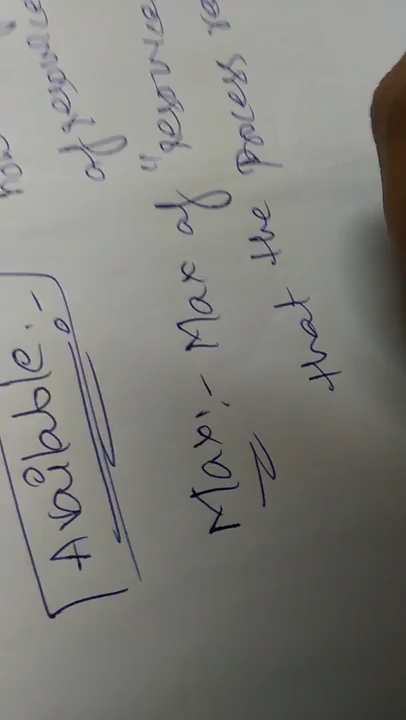 Available :-
of resource
Max :- Max of "resource
that the process